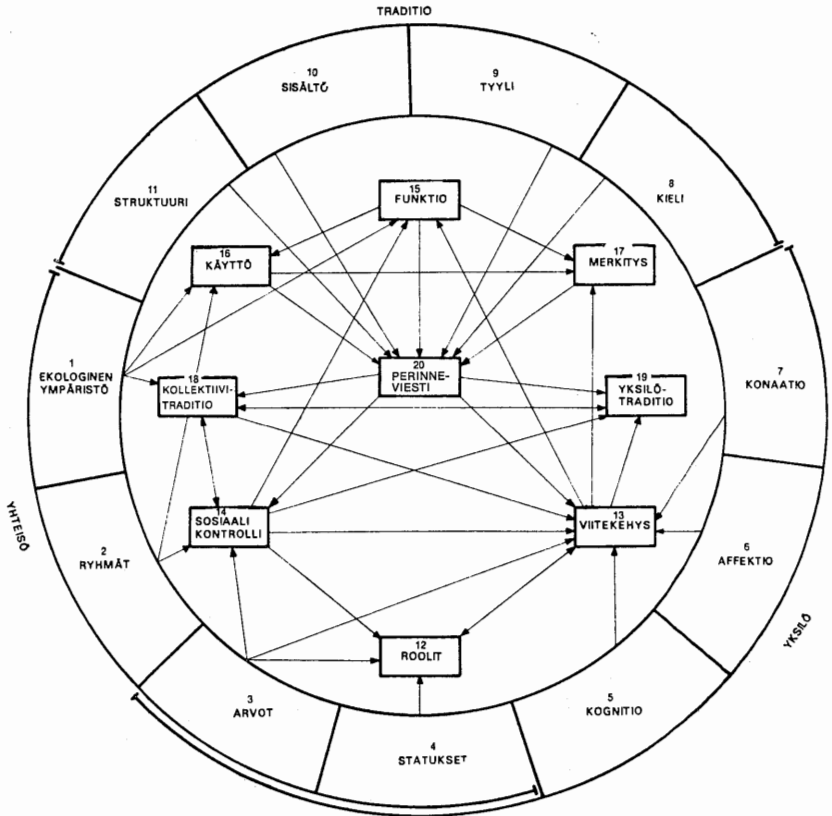 TRADITIO
10
SISÄLTÖ
9
TYYLI
11
STRUKTUURI
8
KIELI
15
FUNKTIO
16
KÄYTTÖ
17
MERKITYS
1
EKOLOGINEN
YMPÄRISTÖ
7
KONAATIO
18
KOLLEKTIIVI-
TRADITIO
20
PERINNE-
VIESTI
19
YKSILÖ-
TRADITIO
YHTEISÖ
14
SOSIAALI
KONTROLLI
13
VIITEKEHYS
2
RYHMÄT
6
AFFEKTIO
YKSILÖ
12
ROOLIT
3
ARVOT
5
KOGNITIO
4
STATUKSET